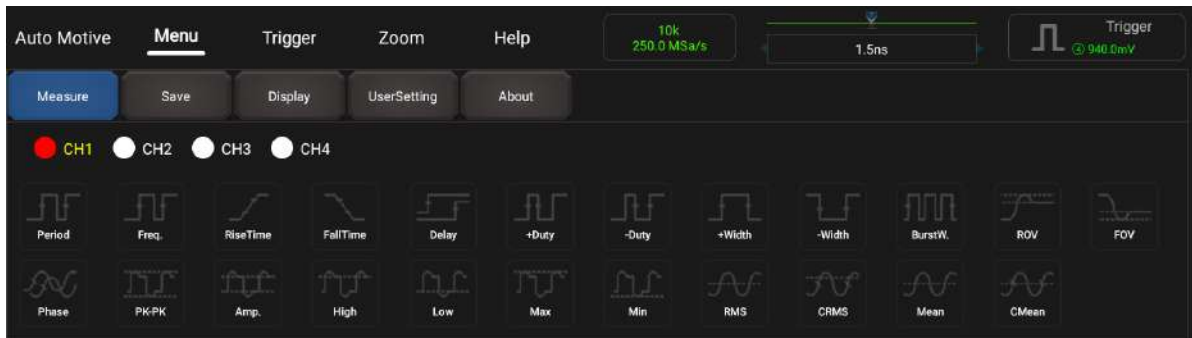 Auto Motive Menu Trigger Zoom Help
10k
250.0 MSa/s
1.5ns
Trigger
④ 940.0mV
Measure Save Display UserSetting About
CH1 CH2 CH3 CH4
Period Freq. RiseTime FallTime Delay +Duty -Duty +Width -Width BurstW. ROV FOV
Phase PK-PK Amp. High Low Max Min RMS CRMS Mean CMean